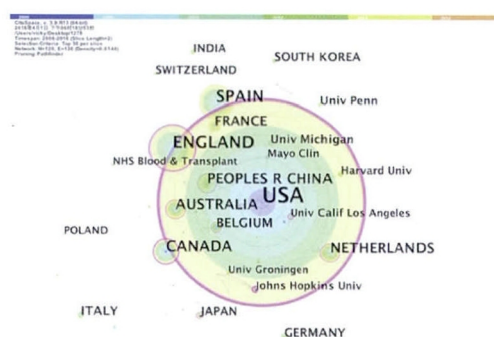 INDIA
SOUTH KOREA
SWITZERLAND
SPAIN
Univ Penn
FRANCE
ENGLAND
Univ Michigan
Mayo Clin
NHS Blood & Transplant
Harvard Univ
PEOPLES R CHINA
USA
AUSTRALIA
Univ Calif Los Angeles
BELGIUM
POLAND
CANADA
NETHERLANDS
Univ Groningen
Johns Hopkins Univ
ITALY
JAPAN
GERMANY